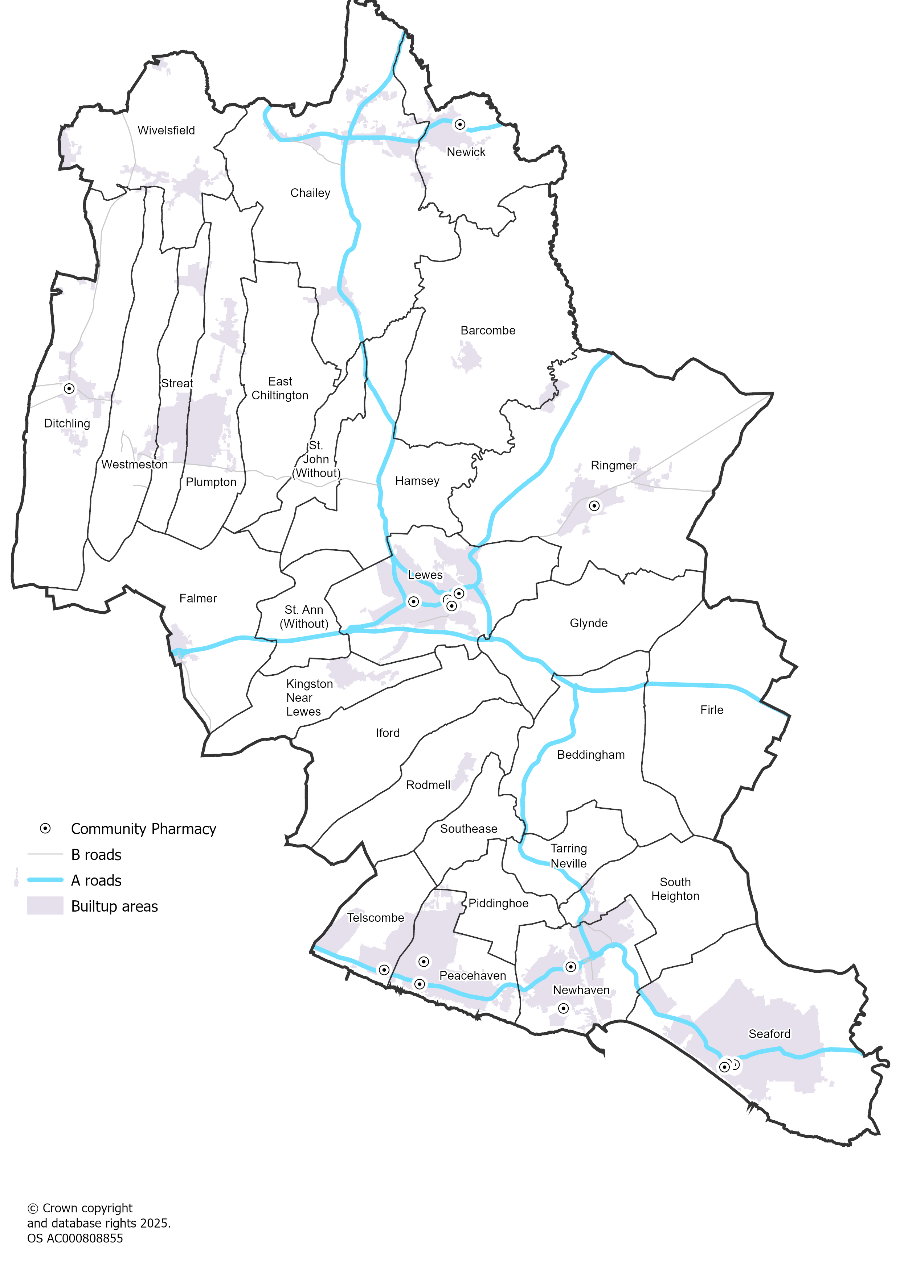 Wivelsfield
Newick
Chailey
Barcombe
Streat
East
Chiltington
Ditchling
St.
John
(Without)
Westmeston
Plumpton
Hamsey
Ringmer
Lewes
Falmer
St. Ann
(Without)
Glynde
Kingston
Near
Lewes
Iford
Firle
Beddingham
Rodmell
Southease
Tarring
Neville
South
Heighton
Piddinghoe
Telscombe
Peacehaven
Newhaven
Seaford
Community Pharmacy
B roads
A roads
Builtup areas
© Crown copyright
and database rights 2025.
OS AC000808855